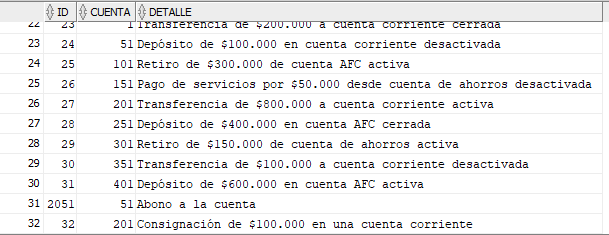 ID CUENTA DETALLE
22 23 1 Transferencia de $200.000 a cuenta corriente cerrada
23 24 51 Depósito de $100.000 en cuenta corriente desactivada
24 25 101 Retiro de $300.000 de cuenta AFC activa
25 26 151 Pago de servicios por $50.000 desde cuenta de ahorros desactivada
26 27 201 Transferencia de $800.000 a cuenta corriente activa
27 28 251 Depósito de $400.000 en cuenta AFC cerrada
28 29 301 Retiro de $150.000 de cuenta de ahorros activa
29 30 351 Transferencia de $100.000 a cuenta corriente desactivada
30 31 401 Depósito de $600.000 en cuenta AFC activa
31 2051 51 Abono a la cuenta
32 32 201 Consignación de $100.000 en una cuenta corriente